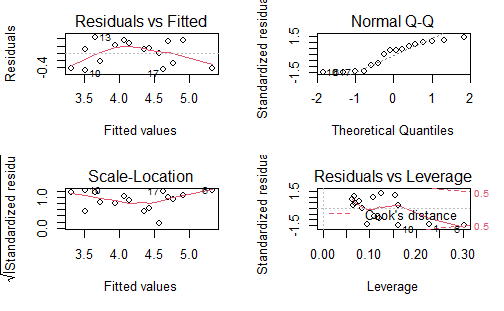 Residuals vs Fitted
Residuals
-0.4
13
10
17
3.5 4.0 4.5 5.0
Fitted values
Normal Q-Q
Standardized residuals
-1.5 1.5
17
-2 -1 0 1 2
Theoretical Quantiles
Scale-Location
√|Standardized residu
0.0 1.0
17
3.5 4.0 4.5 5.0
Fitted values
Residuals vs Leverage
Standardized residua
-1.5 1.5
Cook's distance
0.5
0.5
10
0.00 0.10 0.20 0.30
Leverage